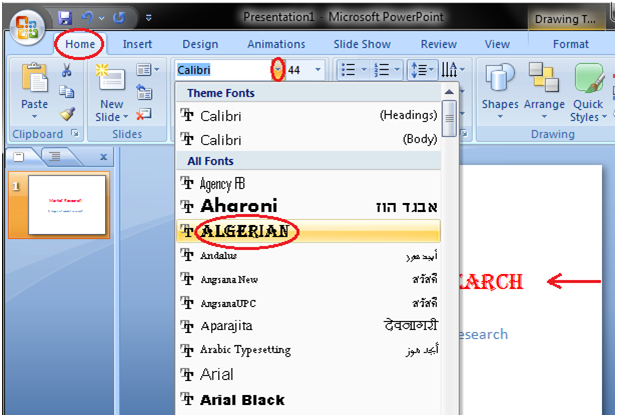 Presentation1 - Microsoft PowerPoint
Drawing T...
Home Insert Design Animations Slide Show Review View Format
Calibri 44
Paste
New
Slide
Shapes Arrange Quick
Styles
Clipboard Slides Drawing
Theme Fonts
Calibri (Headings)
Calibri (Body)
All Fonts
Agency FB
Aharoni אבגד הוז
ALGERIAN
Andalus أبجد هوز
Angsana New สวัสดี
AngsanaUPC สวัสดี
Aparajita देवनागरी
Arabic Typesetting أبجد هوز
Arial
Arial Black
1
Market Research
EARCH
esearch